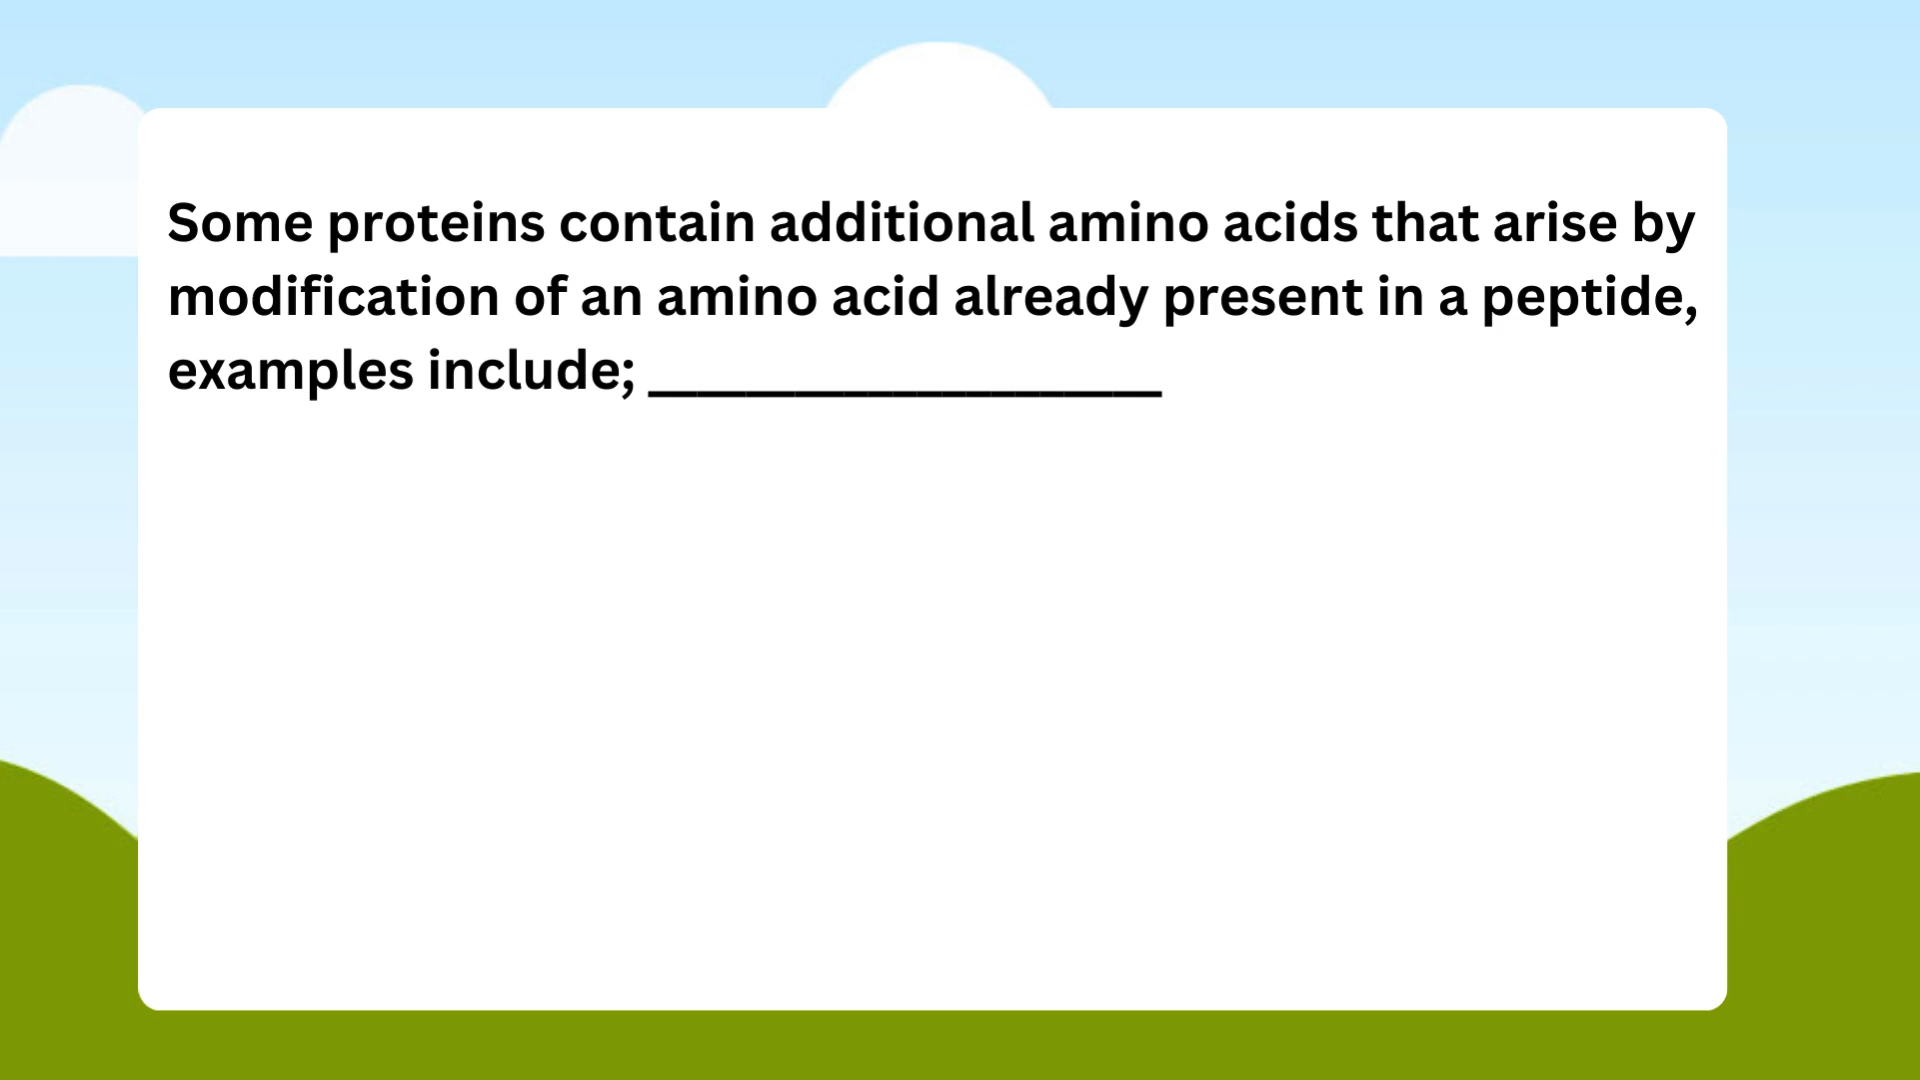 Some proteins contain additional amino acids that arise by
modification of an amino acid already present in a peptide,
examples include; _____________________